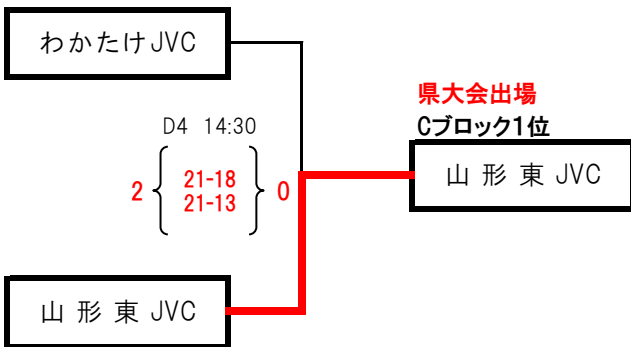 わかたけJVC
県大会出場
Cブロック1位
D4 14:30
山 形 東 JVC
2 21-18 0
21-13
山 形 東 JVC